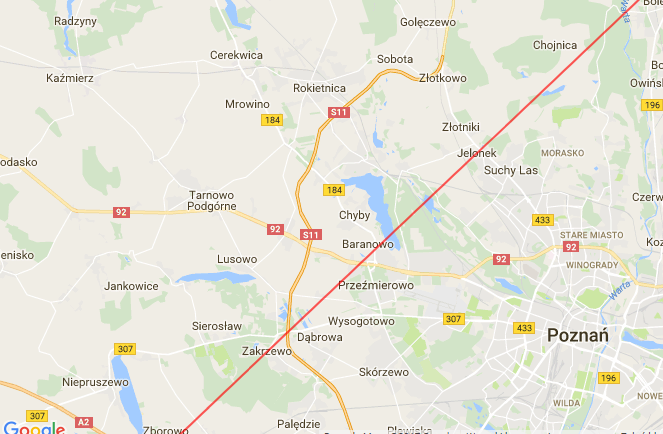 Radzyny
Golęczewo
Bole
Warta
Chojnica
Cerekwica
Sobota
Kaźmierz
Złotkowo
Rokietnica
Bo
Owińsk
Mrowino
S11
196
184
Złotniki
Jelonek
MORASKO
odasko
Suchy Las
Tarnowo
Podgórne
184
Czerw
92
Chyby
433
92
S11
STARE MIASTO
Baranowo
92
Koz
enisko
Lusowo
92
WINOGRADY
Jankowice
Przeźmierowo
Warta
Sierosław
Wysogotowo
307
433
Dąbrowa
Poznań
307
Zakrzewo
Skórzewo
Niepruszewo
196
NOWE
307
WILDA
A2
Google
Zborowo
Palędzie
Plewiska